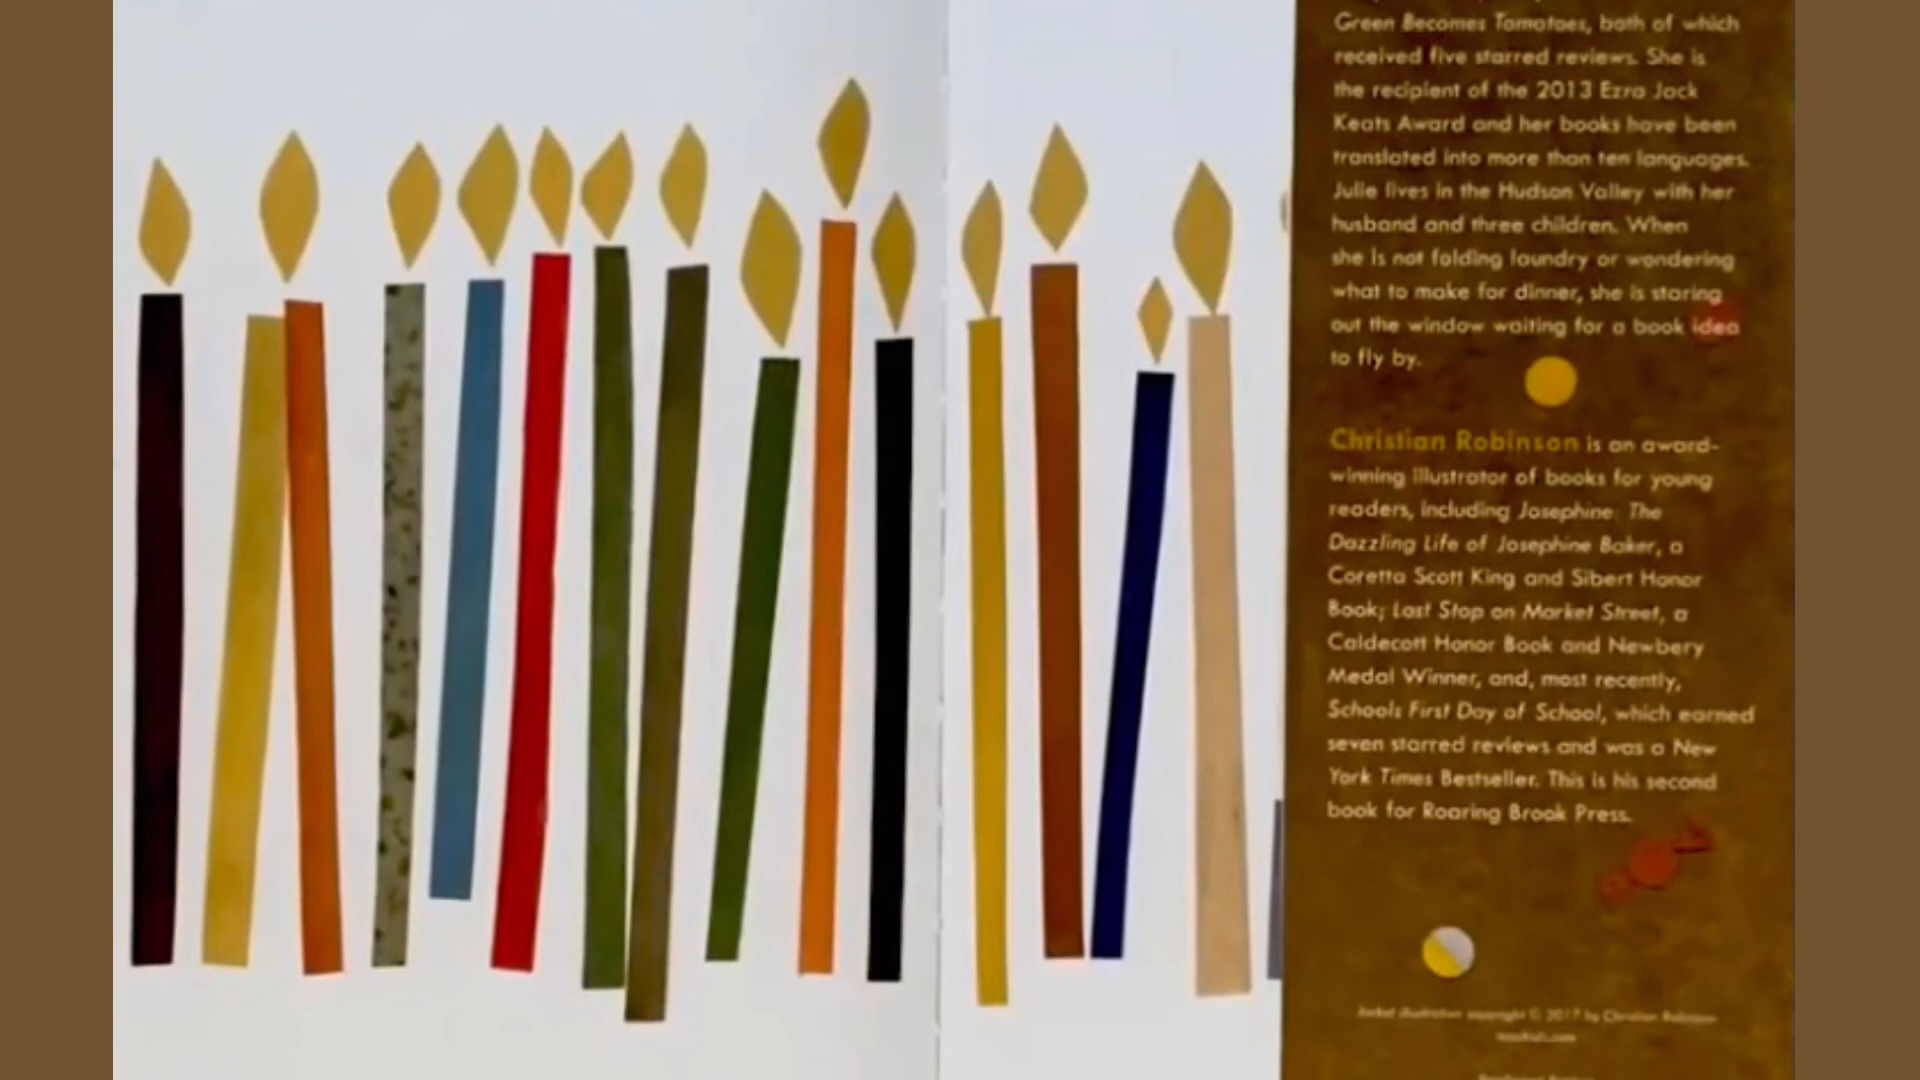 Green Becomes Tomatoes, both of which
received five starred reviews. She is
the recipient of the 2013 Ezra Jack
Keats Award and her books have been
translated into more than ten languages.
Julie lives in the Hudson Valley with her
husband and three children. When
she is not folding laundry or wondering
what to make for dinner, she is staring
out the window waiting for a book idea
to fly by.
Christian Robinson is an award-
winning illustrator of books for young
readers, including Josephine: The
Dazzling Life of Josephine Baker, a
Coretta Scott King and Sibert Honor
Book; Last Stop on Market Street, a
Caldecott Honor Book and Newbery
Medal Winner, and, most recently,
Schools First Day of School, which earned
seven starred reviews and was a New
York Times Bestseller. This is his second
book for Roaring Brook Press.
Jacket illustration copyright © 2017 by Christian Robinson